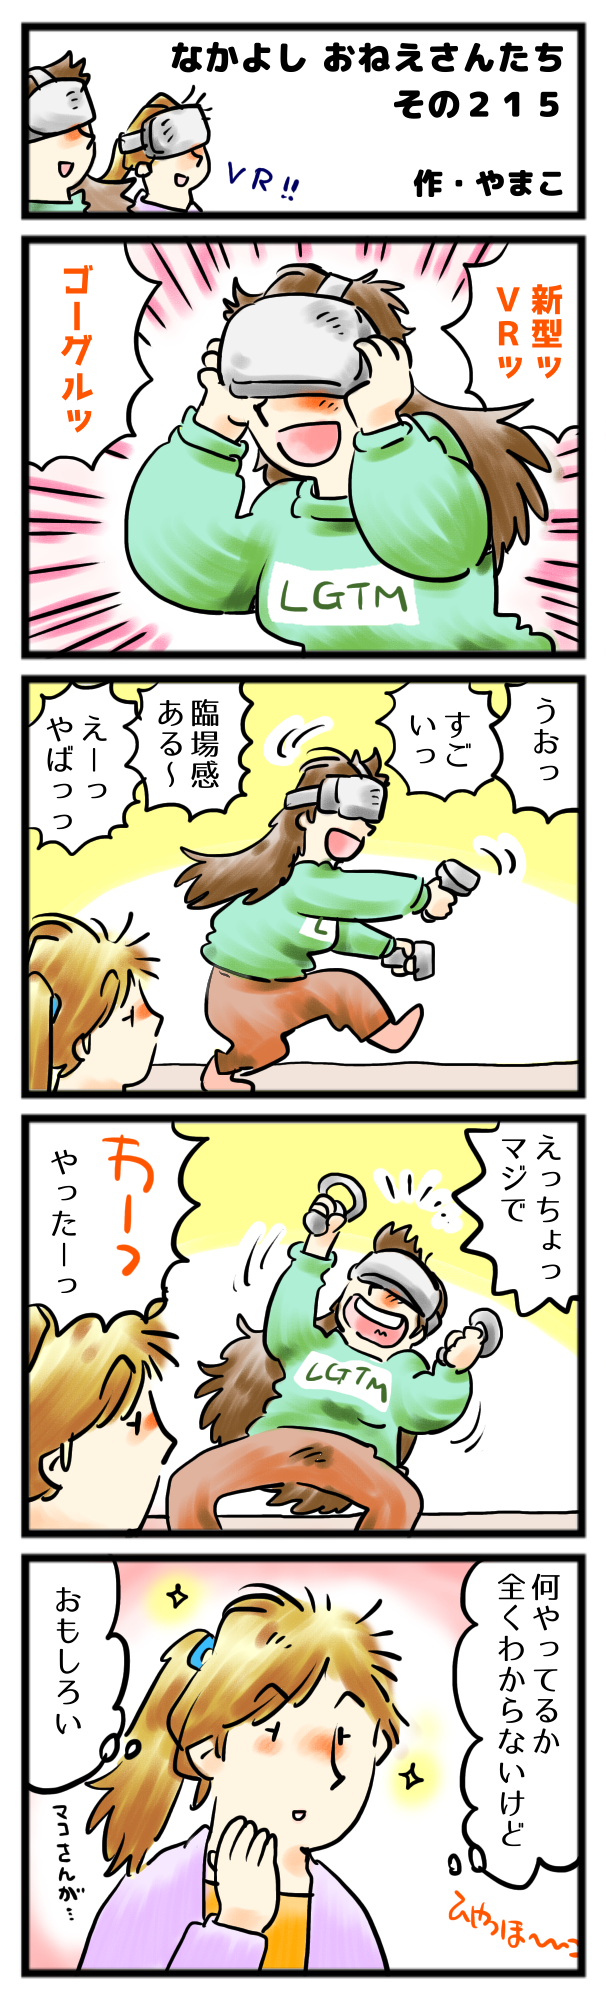 なかよし おねえさんたち
その２１５
作・やまこ
VR!!
新型ッ
VRッ
ゴーグルッ
LGTM
うおっ
すご
いっ
臨場感
ある〜
えーっ
やばっっ
L
えっちょっ
マジで
わーっ
やったーっ
LGTM
何やってるか
全くわからないけど
おもしろい
マコさんが…
ひやっほ〜〜っ